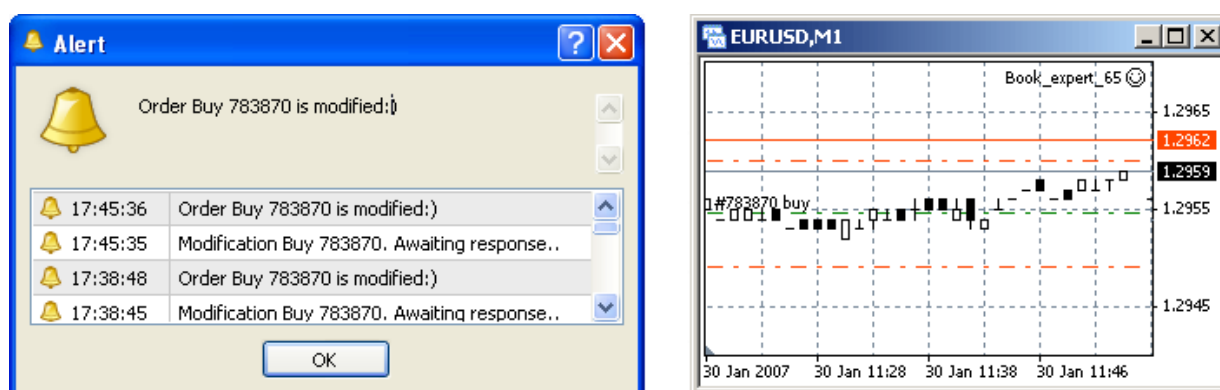 Alert
Order Buy 783870 is modified:)
17:45:36 Order Buy 783870 is modified:)
17:45:35 Modification Buy 783870. Awaiting response..
17:38:48 Order Buy 783870 is modified:)
17:38:45 Modification Buy 783870. Awaiting response..
OK
EURUSD,M1
Book_expert_65
1.2965
1.2962
1.2959
#783870 buy
1.2955
1.2945
30 Jan 2007 30 Jan 11:28 30 Jan 11:38 30 Jan 11:46